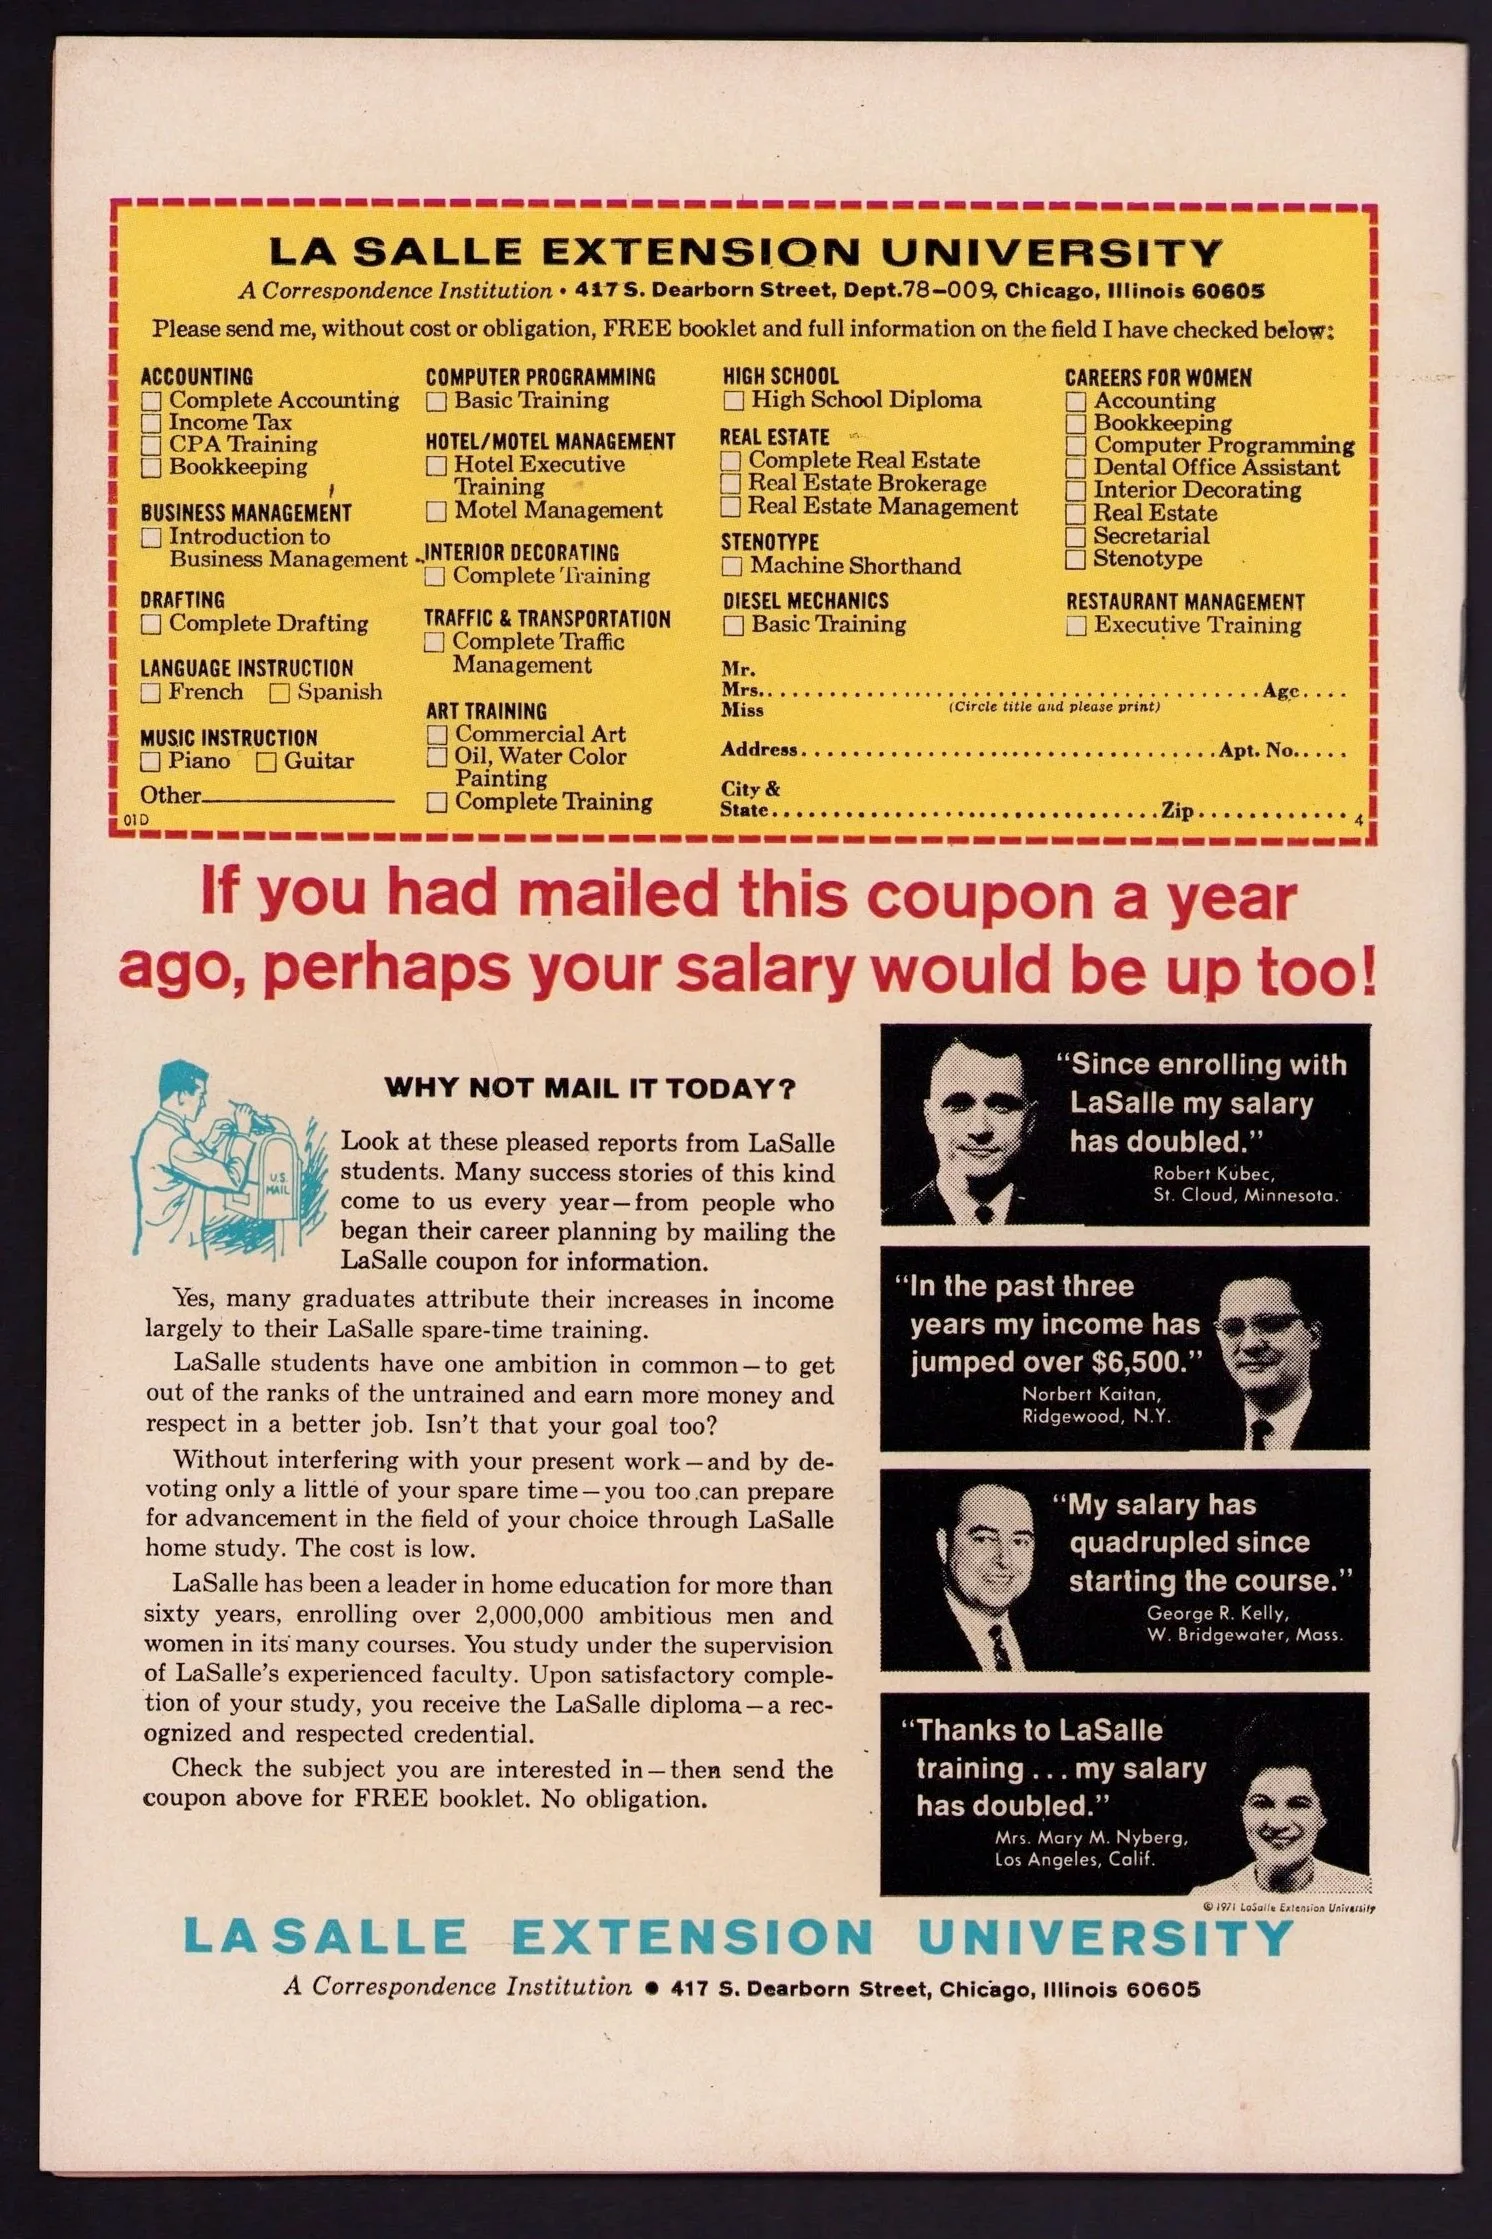 LA SALLE EXTENSION UNIVERSITY
A Correspondence Institution • 417 S. Dearborn Street, Dept.78-009, Chicago, Illinois 60605
Please send me, without cost or obligation, FREE booklet and full information on the field I have checked below:
ACCOUNTING
Complete Accounting
Income Tax
CPA Training
Bookkeeping
BUSINESS MANAGEMENT
Introduction to
Business Management
DRAFTING
Complete Drafting
LANGUAGE INSTRUCTION
French Spanish
MUSIC INSTRUCTION
Piano Guitar
Other
01D
COMPUTER PROGRAMMING
Basic Training
HOTEL/MOTEL MANAGEMENT
Hotel Executive
Training
Motel Management
INTERIOR DECORATING
Complete Training
TRAFFIC & TRANSPORTATION
Complete Traffic
Management
ART TRAINING
Commercial Art
Oil, Water Color
Painting
Complete Training
HIGH SCHOOL
High School Diploma
REAL ESTATE
Complete Real Estate
Real Estate Brokerage
Real Estate Management
STENOTYPE
Machine Shorthand
DIESEL MECHANICS
Basic Training
CAREERS FOR WOMEN
Accounting
Bookkeeping
Computer Programming
Dental Office Assistant
Interior Decorating
Real Estate
Secretarial
Stenotype
RESTAURANT MANAGEMENT
Executive Training
Mr.
Mrs. Age
Miss (Circle title and please print)
Address Apt. No.
City &
State Zip
4
If you had mailed this coupon a year
ago, perhaps your salary would be up too!
U.S.
MAIL
WHY NOT MAIL IT TODAY?
Look at these pleased reports from LaSalle
students. Many success stories of this kind
come to us every year—from people who
began their career planning by mailing the
LaSalle coupon for information.
Yes, many graduates attribute their increases in income
largely to their LaSalle spare-time training.
LaSalle students have one ambition in common—to get
out of the ranks of the untrained and earn more money and
respect in a better job. Isn't that your goal too?
Without interfering with your present work—and by de-
voting only a little of your spare time—you too can prepare
for advancement in the field of your choice through LaSalle
home study. The cost is low.
LaSalle has been a leader in home education for more than
sixty years, enrolling over 2,000,000 ambitious men and
women in its many courses. You study under the supervision
of LaSalle's experienced faculty. Upon satisfactory comple-
tion of your study, you receive the LaSalle diploma—a rec-
ognized and respected credential.
Check the subject you are interested in—then send the
coupon above for FREE booklet. No obligation.
"Since enrolling with
LaSalle my salary
has doubled."
Robert Kubec,
St. Cloud, Minnesota.
"In the past three
years my income has
jumped over $6,500."
Norbert Kaitan,
Ridgewood, N.Y.
"My salary has
quadrupled since
starting the course."
George R. Kelly,
W. Bridgewater, Mass.
"Thanks to LaSalle
training . . . my salary
has doubled."
Mrs. Mary M. Nyberg,
Los Angeles, Calif.
© 1971 LaSalle Extension University
LA SALLE EXTENSION UNIVERSITY
A Correspondence Institution • 417 S. Dearborn Street, Chicago, Illinois 60605